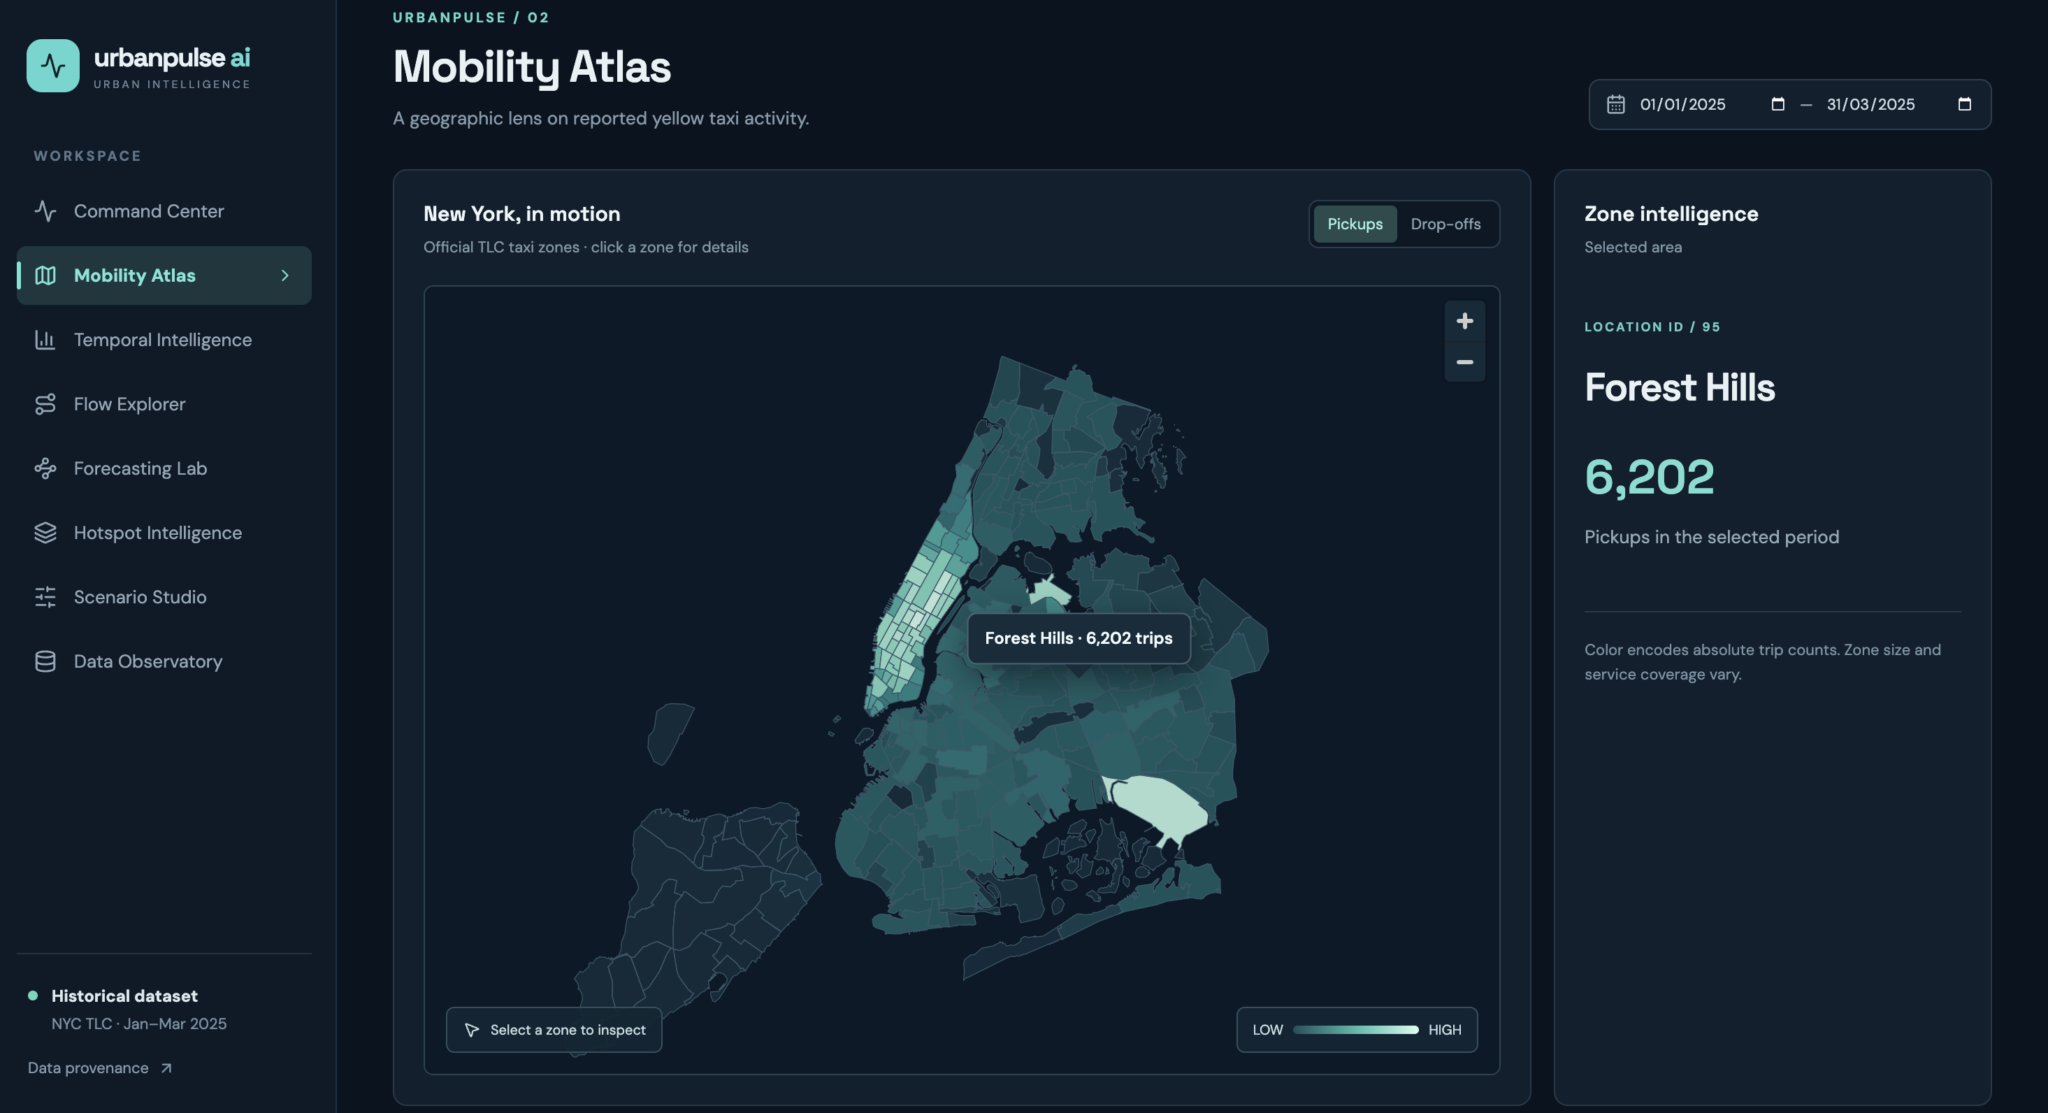 urbanpulse ai
URBAN INTELLIGENCE
WORKSPACE
Command Center
Mobility Atlas
Temporal Intelligence
Flow Explorer
Forecasting Lab
Hotspot Intelligence
Scenario Studio
Data Observatory
Historical dataset
NYC TLC · Jan–Mar 2025
Data provenance
URBANPULSE / 02
Mobility Atlas
A geographic lens on reported yellow taxi activity.
01/01/2025 — 31/03/2025
New York, in motion
Official TLC taxi zones · click a zone for details
Pickups Drop-offs
+
−
Forest Hills · 6,202 trips
Select a zone to inspect
LOW HIGH
Zone intelligence
Selected area
LOCATION ID / 95
Forest Hills
6,202
Pickups in the selected period
Color encodes absolute trip counts. Zone size and
service coverage vary.